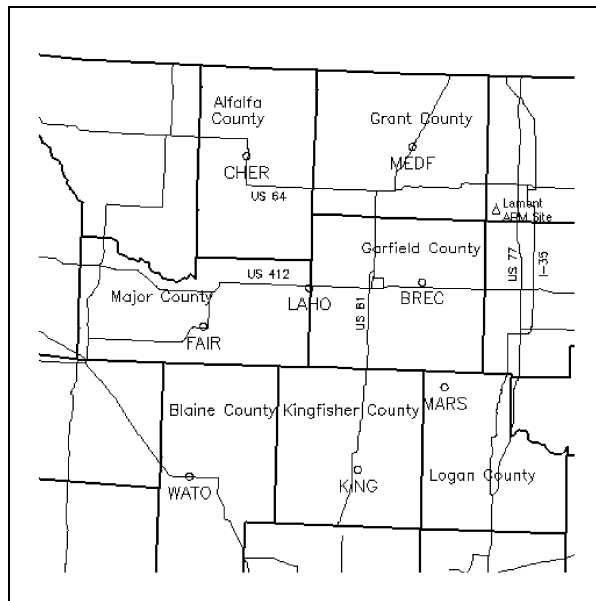 Alfalfa
County
Grant County
CHER
MEDF
US 64
Lamont
ARM Site
Garfield County
US 412
US 77
I-35
Major County
LAHO
US 81
BREC
FAIR
MARS
Blaine County
Kingfisher County
WATO
KING
Logan County